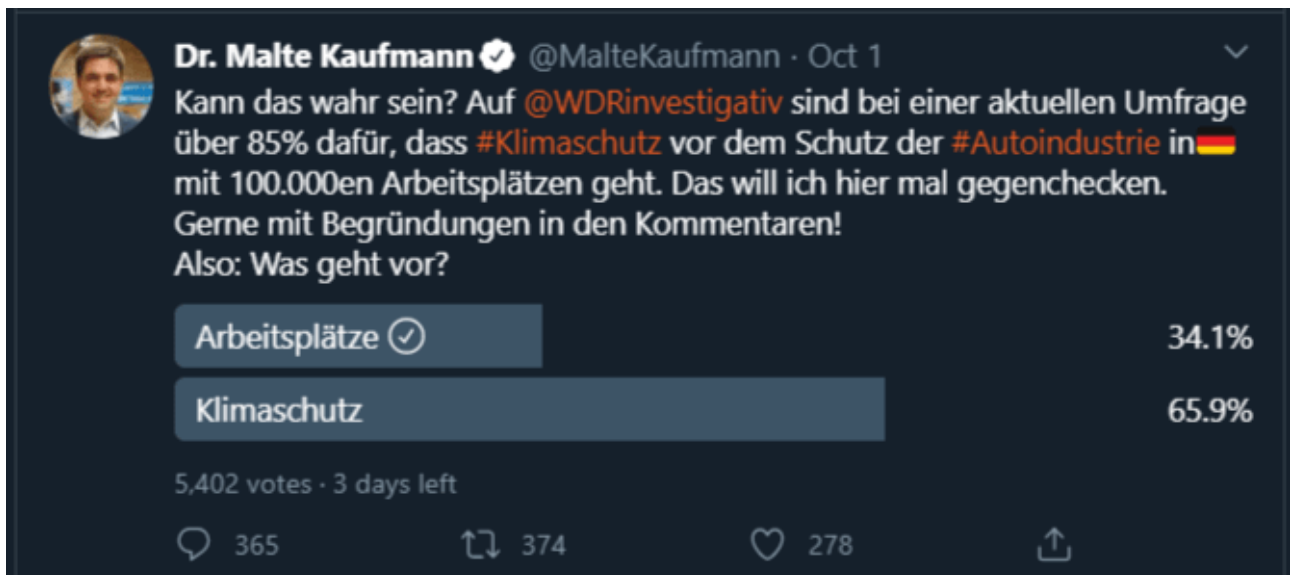 Dr. Malte Kaufmann @MalteKaufmann · Oct 1
Kann das wahr sein? Auf @WDRinvestigativ sind bei einer aktuellen Umfrage
über 85% dafür, dass #Klimaschutz vor dem Schutz der #Autoindustrie in🇩🇪
mit 100.000en Arbeitsplätzen geht. Das will ich hier mal gegenchecken.
Gerne mit Begründungen in den Kommentaren!
Also: Was geht vor?
Arbeitsplätze 34.1%
Klimaschutz 65.9%
5,402 votes · 3 days left
365 374 278